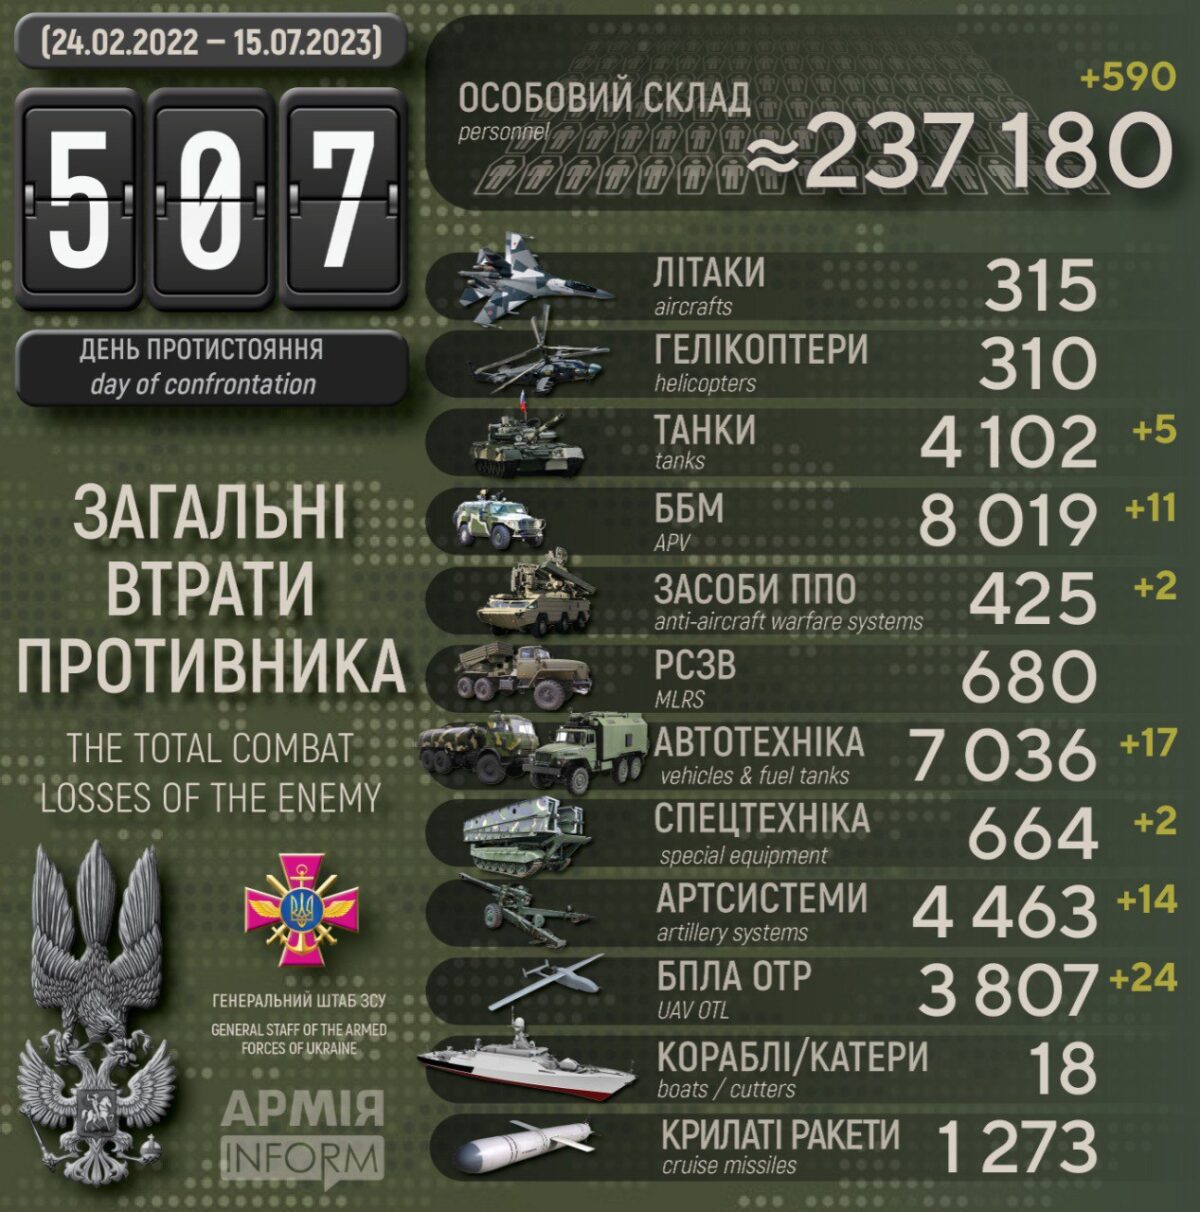 (24.02.2022 – 15.07.2023)
507
ДЕНЬ ПРОТИСТОЯННЯ
day of confrontation
ЗАГАЛЬНІ
ВТРАТИ
ПРОТИВНИКА
THE TOTAL COMBAT
LOSSES OF THE ENEMY
ГЕНЕРАЛЬНИЙ ШТАБ ЗСУ
GENERAL STAFF OF THE ARMED
FORCES OF UKRAINE
АРМІЯ
INFORM
+590
ОСОБОВИЙ СКЛАД
personnel
≈237 180
ЛІТАКИ 315
aircrafts
ГЕЛІКОПТЕРИ 310
helicopters
ТАНКИ 4 102 +5
tanks
ББМ 8 019 +11
APV
ЗАСОБИ ППО 425 +2
anti-aircraft warfare systems
РСЗВ 680
MLRS
АВТОТЕХНІКА 7 036 +17
vehicles & fuel tanks
СПЕЦТЕХНІКА 664 +2
special equipment
АРТСИСТЕМИ 4 463 +14
artillery systems
БПЛА ОТР 3 807 +24
UAV OTL
КОРАБЛІ/КАТЕРИ 18
boats / cutters
КРИЛАТІ РАКЕТИ 1 273
cruise missiles